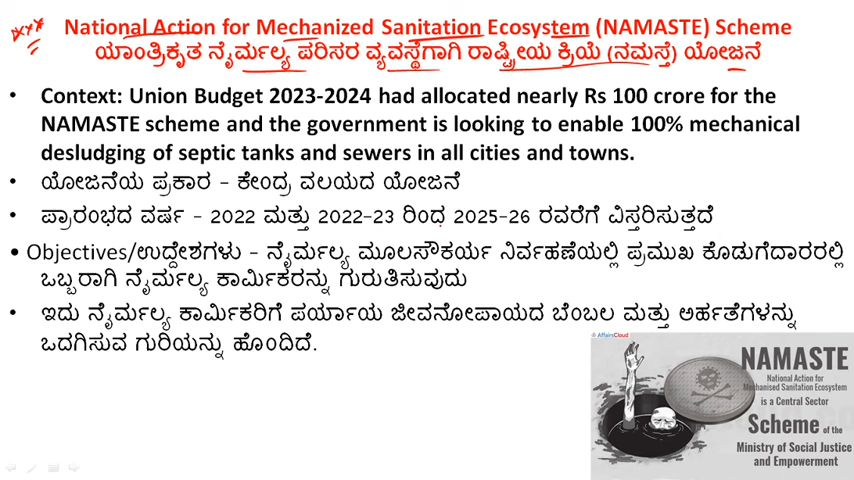 National Action for Mechanized Sanitation Ecosystem (NAMASTE) Scheme
ಯಾಂತ್ರಿಕೃತ ನೈರ್ಮಲ್ಯ ಪರಿಸರ ವ್ಯವಸ್ಥೆಗಾಗಿ ರಾಷ್ಟ್ರೀಯ ಕ್ರಿಯೆ (ನಮಸ್ತೆ) ಯೋಜನೆ
• Context: Union Budget 2023-2024 had allocated nearly Rs 100 crore for the
NAMASTE scheme and the government is looking to enable 100% mechanical
desludging of septic tanks and sewers in all cities and towns.
• ಯೋಜನೆಯ ಪ್ರಕಾರ – ಕೇಂದ್ರ ವಲಯದ ಯೋಜನೆ
• ಪ್ರಾರಂಭದ ವರ್ಷ – 2022 ಮತ್ತು 2022-23 ರಿಂದ 2025-26 ರವರೆಗೆ ವಿಸ್ತರಿಸುತ್ತದೆ
• Objectives/ಉದ್ದೇಶಗಳು – ನೈರ್ಮಲ್ಯ ಮೂಲಸೌಕರ್ಯ ನಿರ್ವಹಣೆಯಲ್ಲಿ ಪ್ರಮುಖ ಕೊಡುಗೆದಾರರಲ್ಲಿ
ಒಬ್ಬರಾಗಿ ನೈರ್ಮಲ್ಯ ಕಾರ್ಮಿಕರನ್ನು ಗುರುತಿಸುವುದು
• ಇದು ನೈರ್ಮಲ್ಯ ಕಾರ್ಮಿಕರಿಗೆ ಪರ್ಯಾಯ ಜೀವನೋಪಾಯದ ಬೆಂಬಲ ಮತ್ತು ಅರ್ಹತೆಗಳನ್ನು
ಒದಗಿಸುವ ಗುರಿಯನ್ನು ಹೊಂದಿದೆ.
AffairsCloud
NAMASTE
National Action for
Mechanised Sanitation Ecosystem
is a Central Sector
Scheme of the
Ministry of Social Justice
and Empowerment